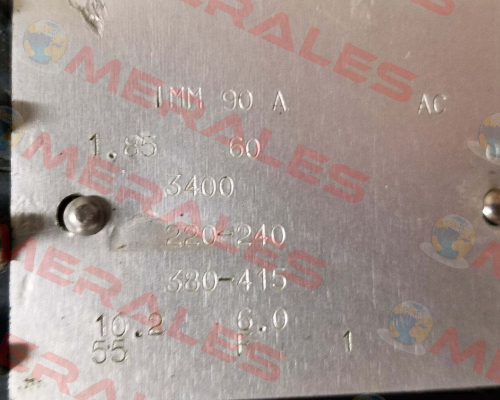 MERALES
1MM 90 A AC
1.85 60
3400
220-240
380-415
10.2 6.0
55 F 1
MERALES
MERALES